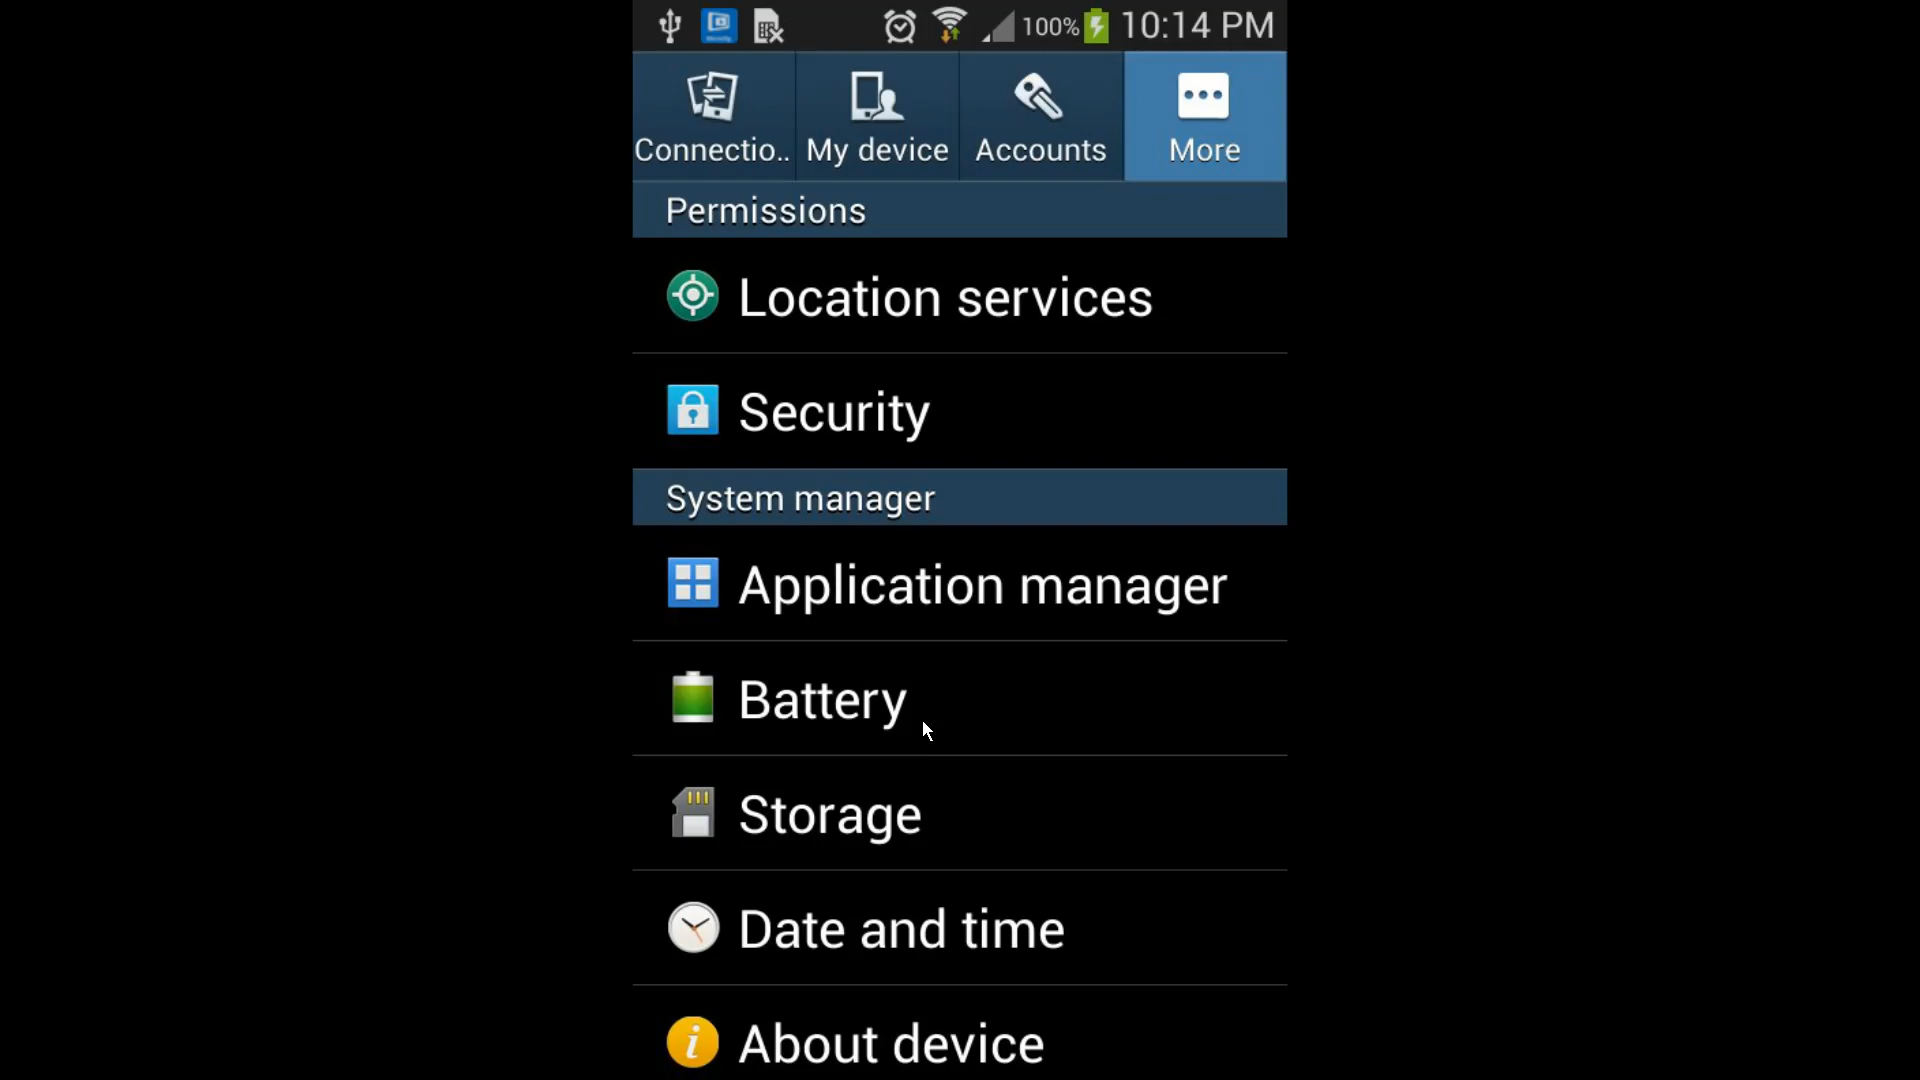 100% 10:14 PM
Connectio.. My device Accounts More
Permissions
Location services
Security
System manager
Application manager
Battery
Storage
Date and time
About device